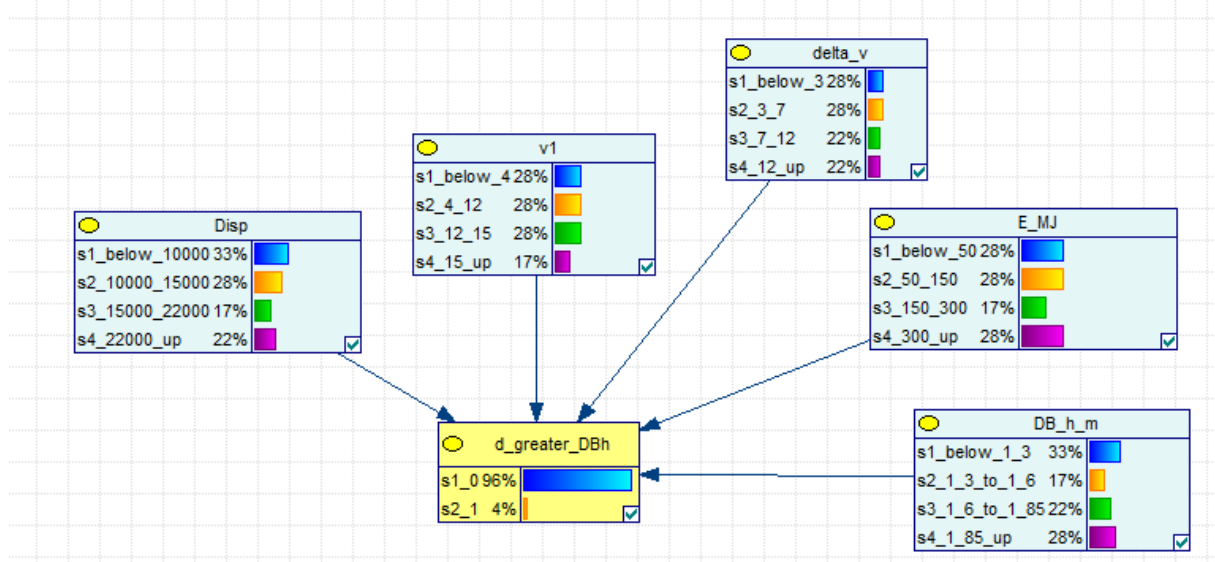 delta_v
s1_below_3 28%
s2_3_7 28%
s3_7_12 22%
s4_12_up 22%
v1
s1_below_4 28%
s2_4_12 28%
s3_12_15 28%
s4_15_up 17%
Disp
s1_below_10000 33%
s2_10000_15000 28%
s3_15000_22000 17%
s4_22000_up 22%
E_MJ
s1_below_50 28%
s2_50_150 28%
s3_150_300 17%
s4_300_up 28%
d_greater_DBh
s1_0 96%
s2_1 4%
DB_h_m
s1_below_1_3 33%
s2_1_3_to_1_6 17%
s3_1_6_to_1_85 22%
s4_1_85_up 28%